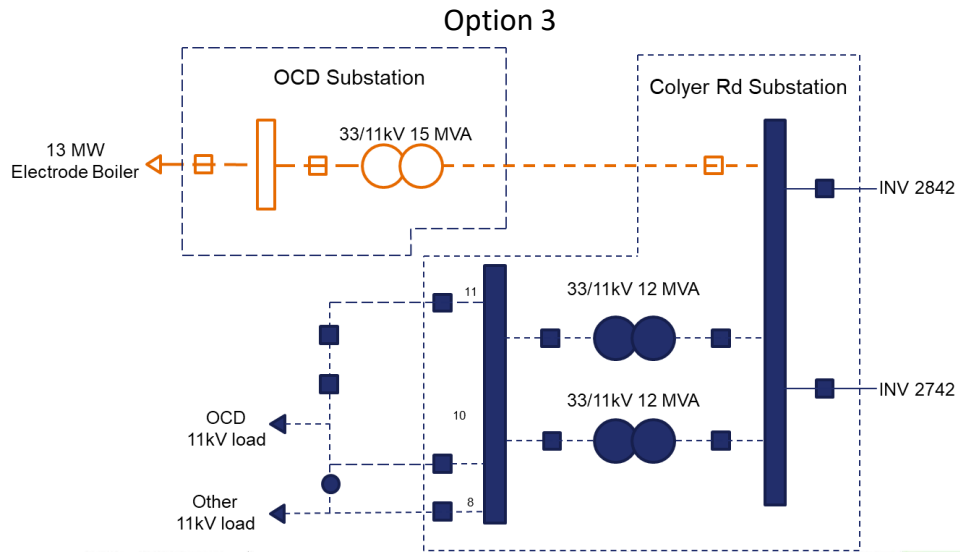 Option 3
OCD Substation
Colyer Rd Substation
33/11kV 15 MVA
13 MW
Electrode Boiler
INV 2842
11
33/11kV 12 MVA
INV 2742
33/11kV 12 MVA
10
OCD
11kV load
8
Other
11kV load